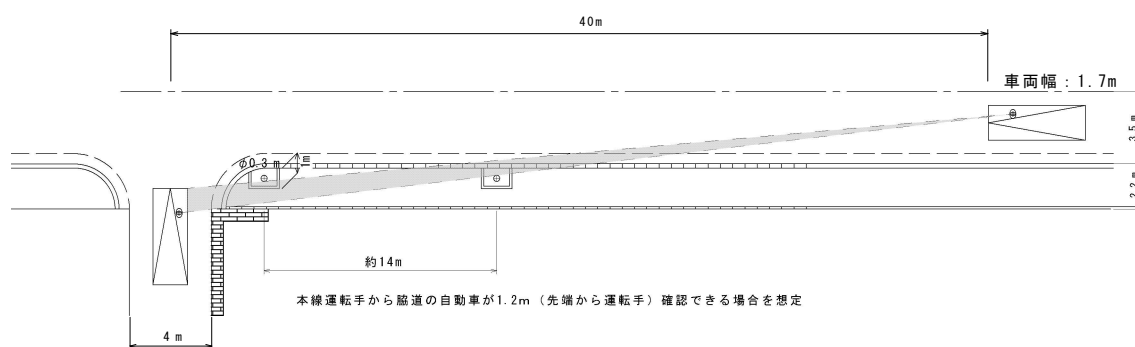 40m
車両幅：1.7m
3.5m
φ0.3 m
1m
2.2m
約14m
本線運転手から脇道の自動車が1.2m（先端から運転手）確認できる場合を想定
4m